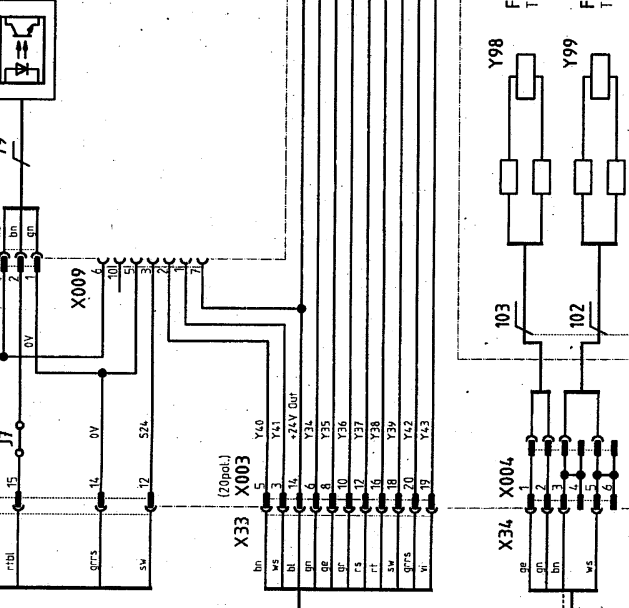 Y98
Y99
bn
gn
2
1
6
10
5
3
2
1
7
X009
103
102
0V
J7
0V
S24
Y40
Y41
+24V Out
Y34
Y35
Y36
Y37
Y38
Y39
Y42
Y43
(20pol.)
X003
X004
15
14
12
5
3
14
6
8
10
12
16
18
20
19
1
2
3
4
5
6
X33
X34
rtbl
grrs
sw
bn
ws
bl
gn
ge
gr
rs
rt
sw
grrs
vi
ge
gn
bn
ws